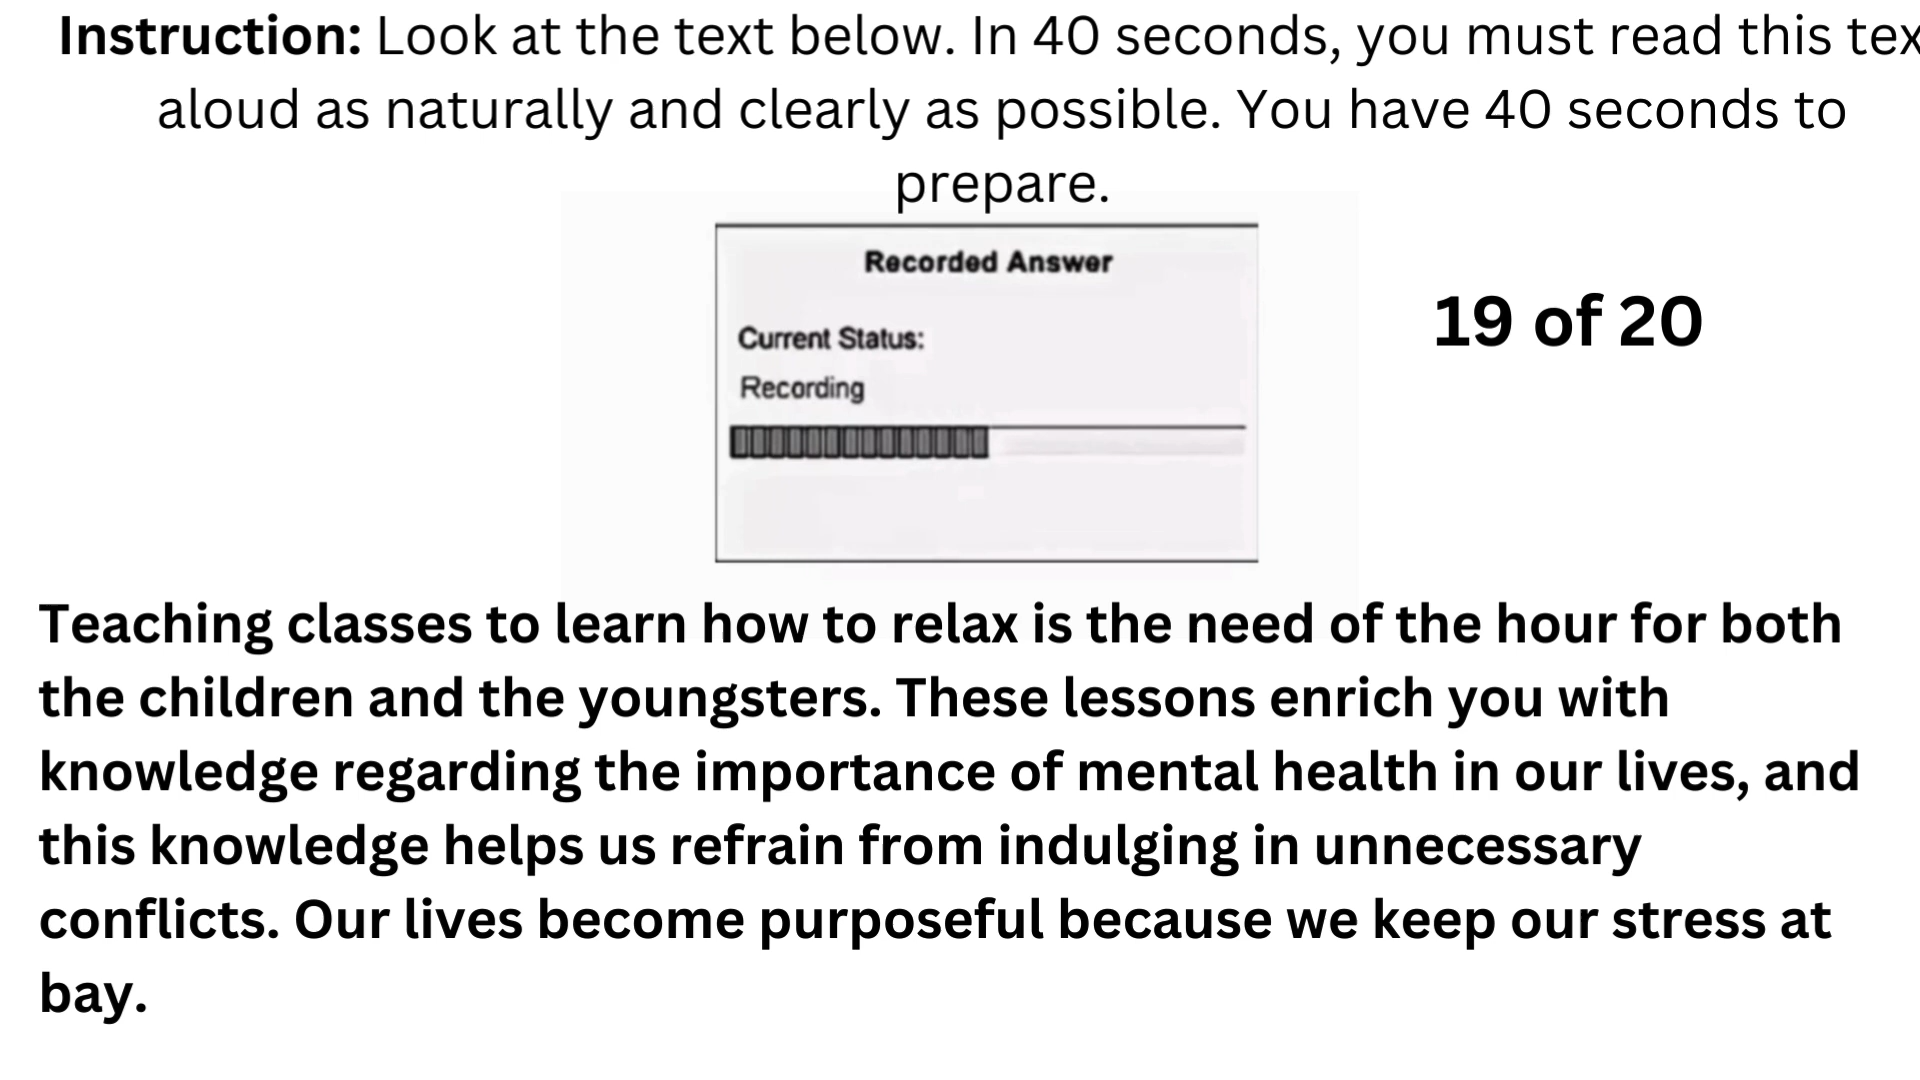 Instruction: Look at the text below. In 40 seconds, you must read this tex
aloud as naturally and clearly as possible. You have 40 seconds to
prepare.
Recorded Answer
Current Status:
Recording
19 of 20
Teaching classes to learn how to relax is the need of the hour for both
the children and the youngsters. These lessons enrich you with
knowledge regarding the importance of mental health in our lives, and
this knowledge helps us refrain from indulging in unnecessary
conflicts. Our lives become purposeful because we keep our stress at
bay.